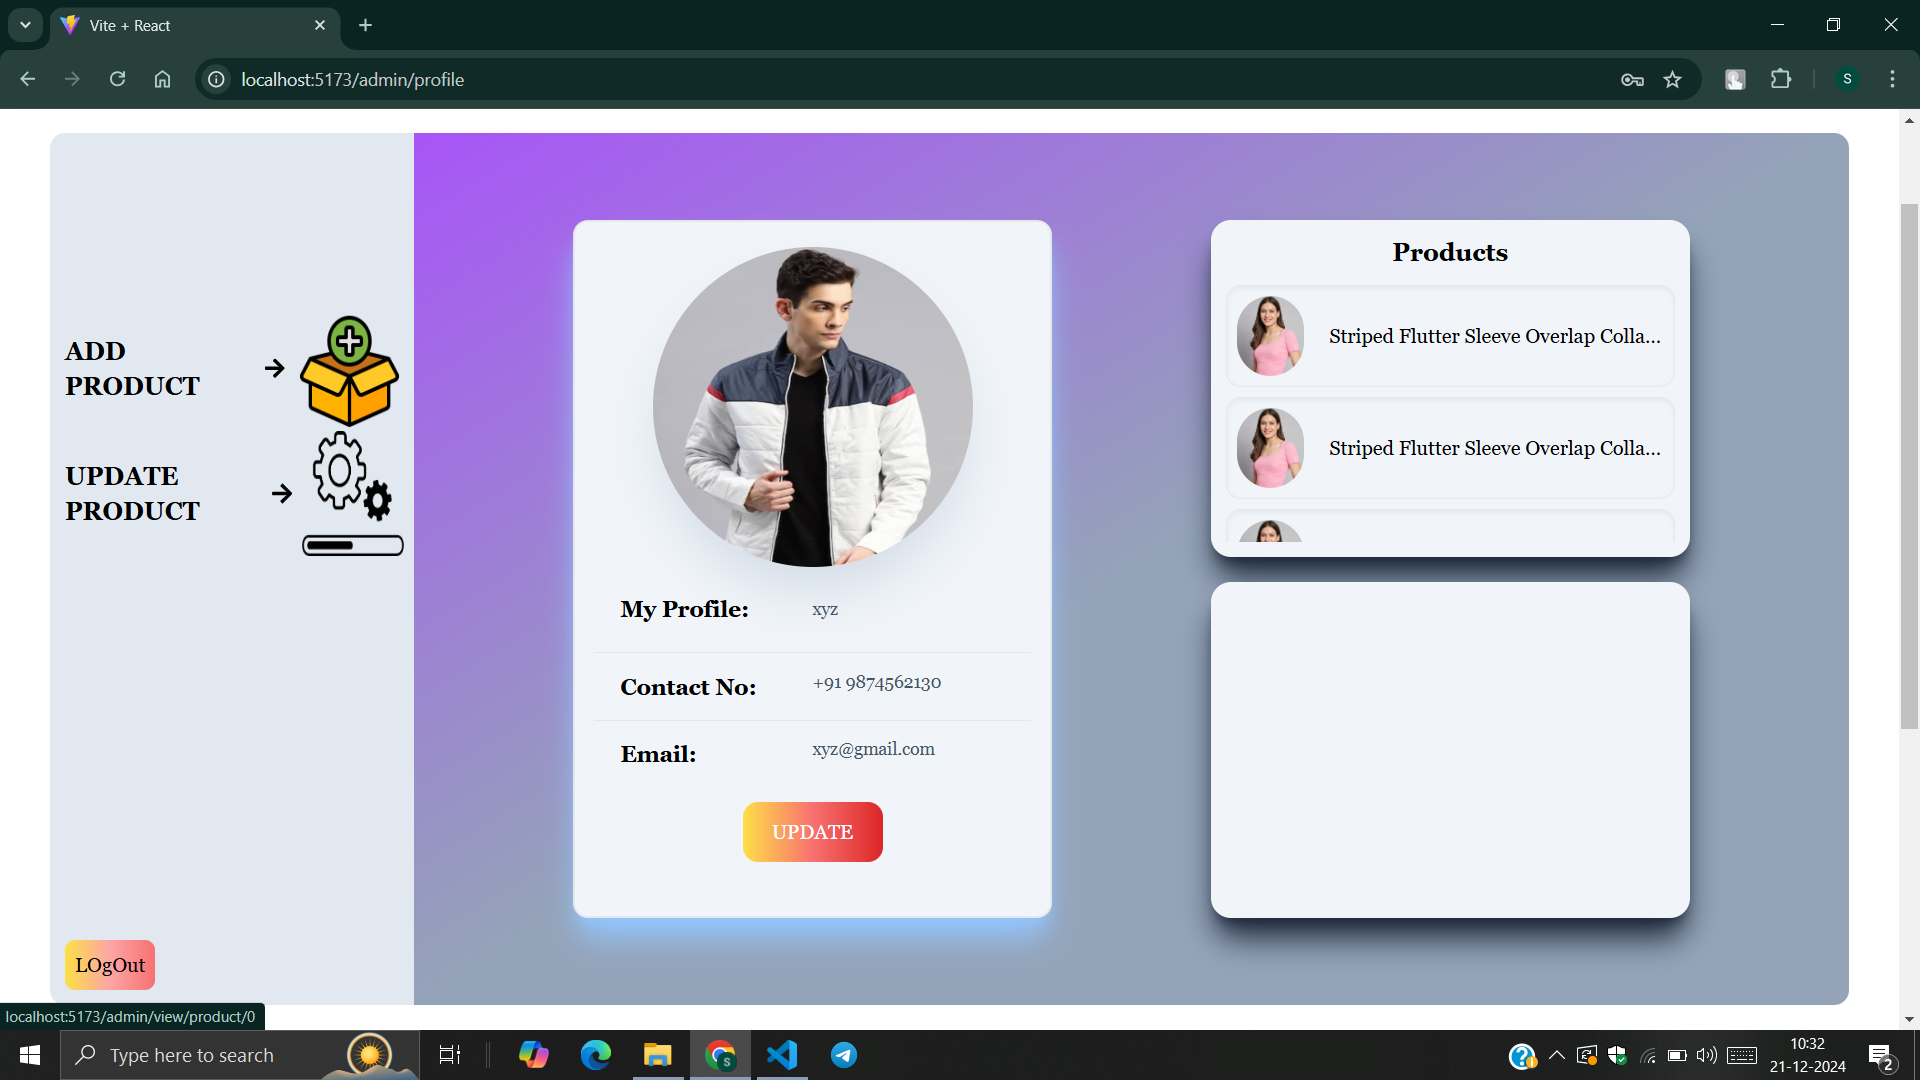 Vite + React
localhost:5173/admin/profile
S
ADD
PRODUCT
UPDATE
PRODUCT
LOgOut
My Profile:
xyz
Contact No:
+91 9874562130
Email:
xyz@gmail.com
UPDATE
Products
Striped Flutter Sleeve Overlap Colla...
Striped Flutter Sleeve Overlap Colla...
localhost:5173/admin/view/product/0
Type here to search
S
10:32
21-12-2024
2